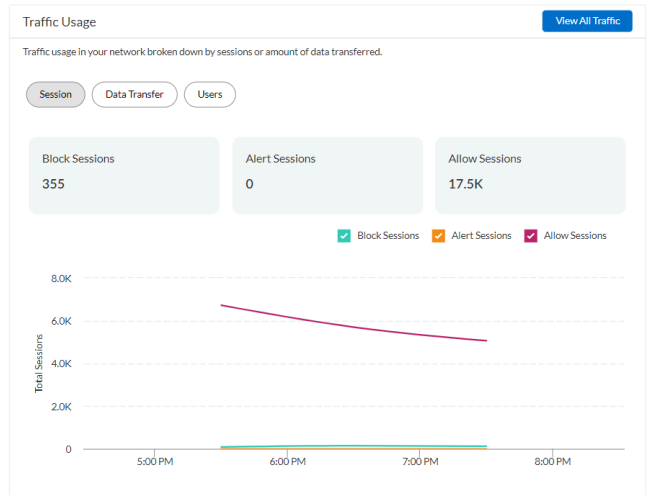 Traffic Usage
View All Traffic
Traffic usage in your network broken down by sessions or amount of data transferred.
Session
Data Transfer
Users
Block Sessions
355
Alert Sessions
0
Allow Sessions
17.5K
Block Sessions
Alert Sessions
Allow Sessions
Total Sessions
8.0K
6.0K
4.0K
2.0K
0
5:00 PM
6:00 PM
7:00 PM
8:00 PM